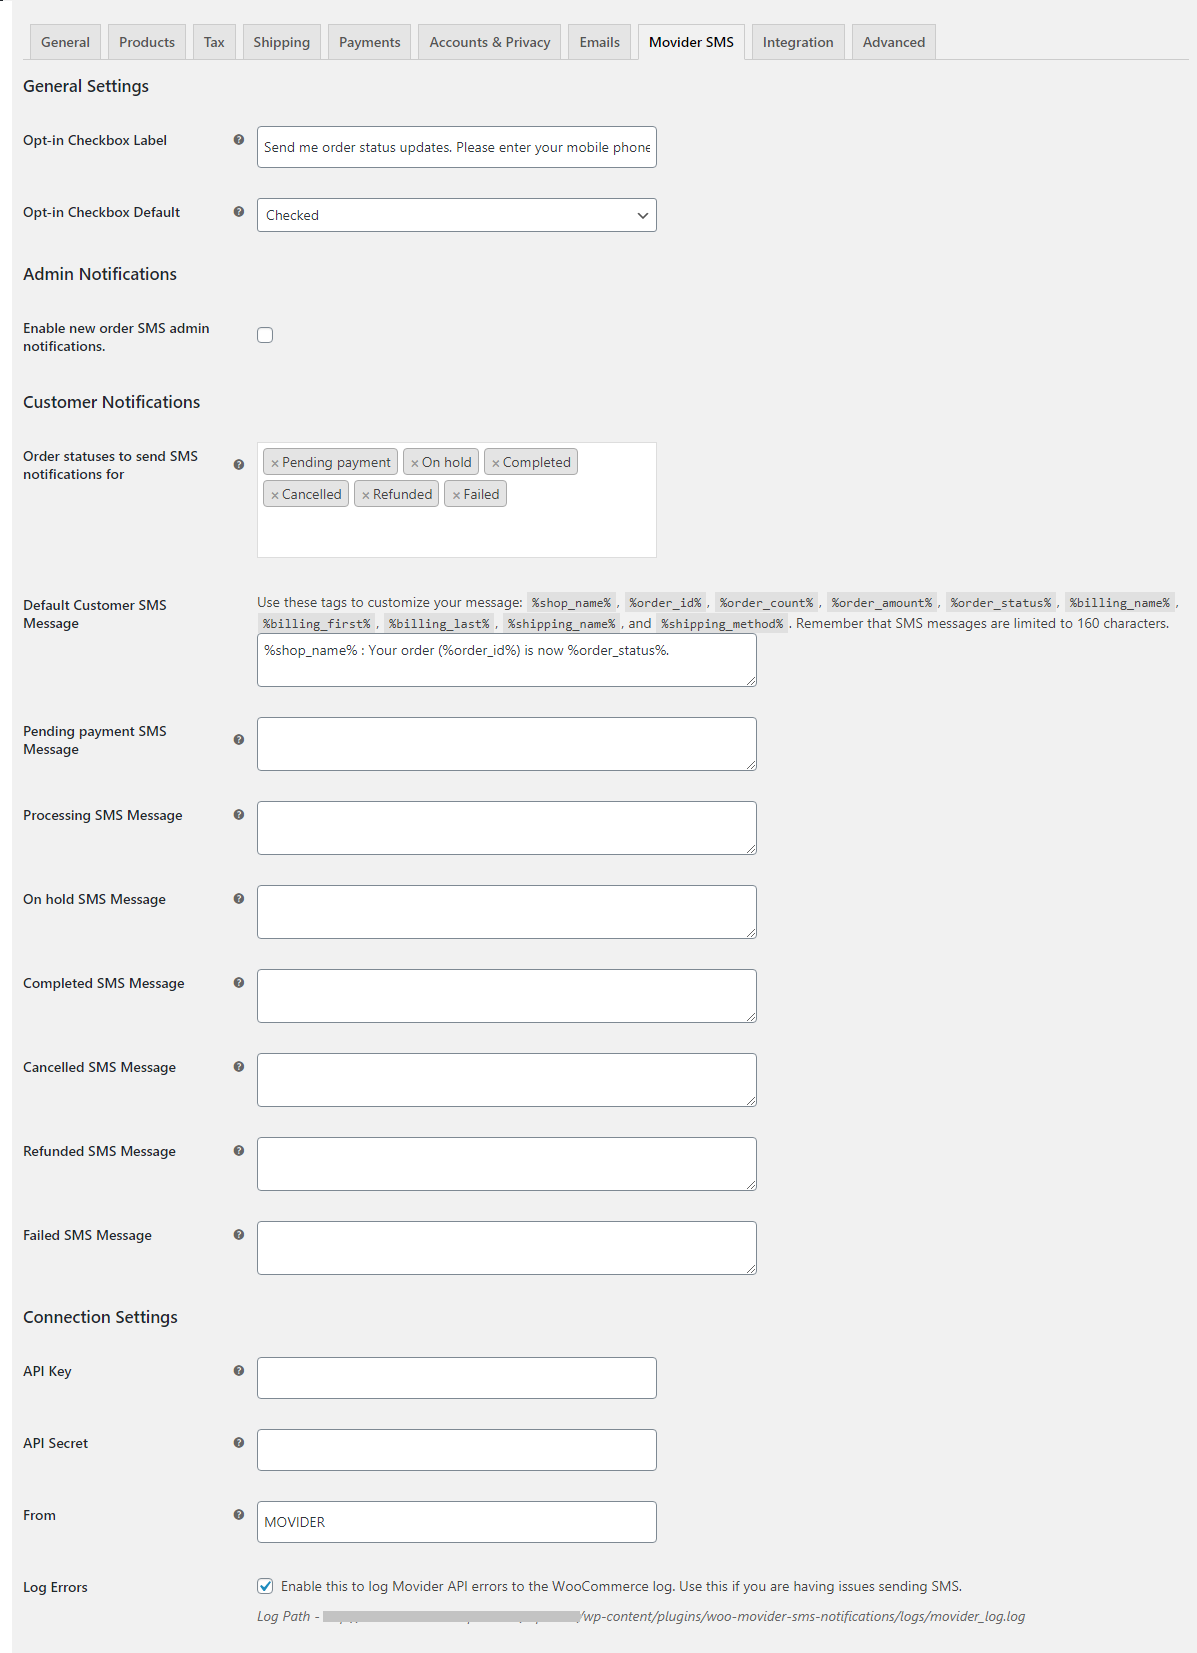 General Products Tax Shipping Payments Accounts & Privacy Emails Movider SMS Integration Advanced
General Settings
Opt-in Checkbox Label
Send me order status updates. Please enter your mobile phone
Opt-in Checkbox Default
Checked
Admin Notifications
Enable new order SMS admin
notifications.
Customer Notifications
Order statuses to send SMS
notifications for
× Pending payment × On hold × Completed
× Cancelled × Refunded × Failed
Default Customer SMS
Message
Use these tags to customize your message: %shop_name% , %order_id% , %order_count% , %order_amount% , %order_status% , %billing_name% ,
%billing_first% , %billing_last% , %shipping_name% , and %shipping_method% . Remember that SMS messages are limited to 160 characters.
%shop_name% : Your order (%order_id%) is now %order_status%.
Pending payment SMS
Message
Processing SMS Message
On hold SMS Message
Completed SMS Message
Cancelled SMS Message
Refunded SMS Message
Failed SMS Message
Connection Settings
API Key
API Secret
From
MOVIDER
Log Errors
Enable this to log Movider API errors to the WooCommerce log. Use this if you are having issues sending SMS.
Log Path - /wp-content/plugins/woo-movider-sms-notifications/logs/movider_log.log